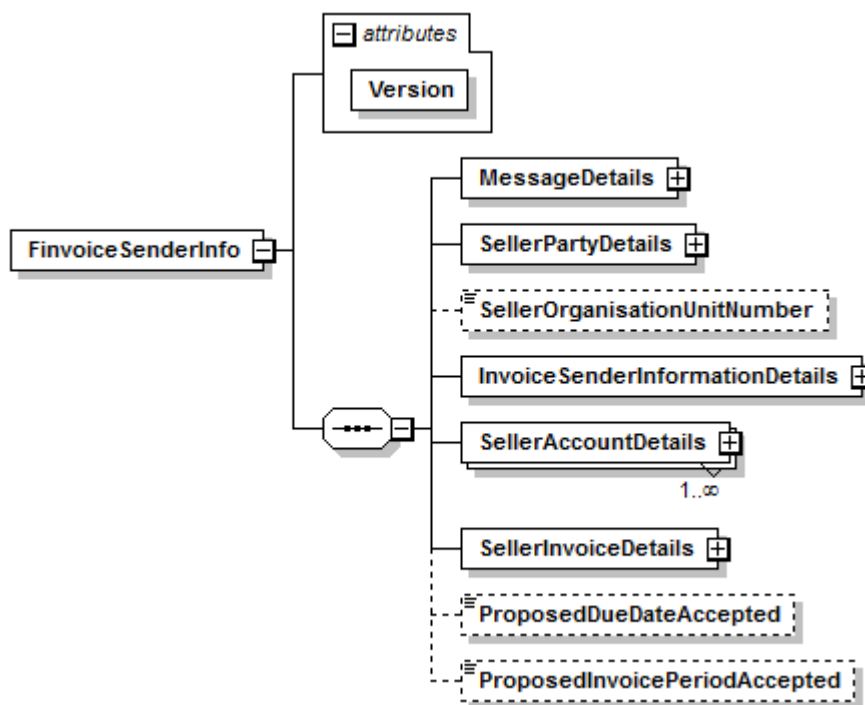 attributes
Version
MessageDetails
SellerPartyDetails
FinvoiceSenderInfo
SellerOrganisationUnitNumber
InvoiceSenderInformationDetails
SellerAccountDetails
1..∞
SellerInvoiceDetails
ProposedDueDateAccepted
ProposedInvoicePeriodAccepted